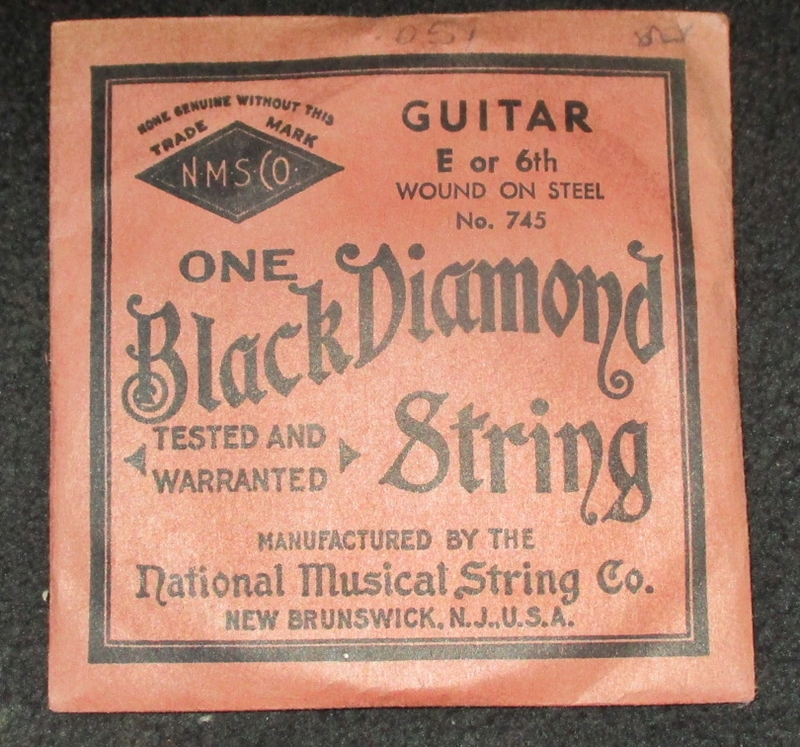 .051
NONE GENUINE WITHOUT THIS
TRADE MARK
N·M·S·CO·
GUITAR
E or 6th
WOUND ON STEEL
No. 745
ONE
Black Diamond
String
TESTED AND
WARRANTED
MANUFACTURED BY THE
National Musical String Co.
NEW BRUNSWICK, N.J., U.S.A.